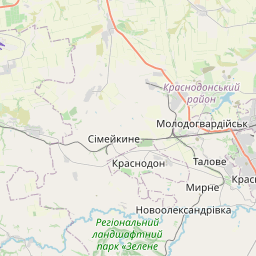 Краснодонський
район
Молодогвардійськ
Сімейкине
Краснодон
Талове
Мирне
Крас
Новоолександрівка
Регіональний
ландшафтний
парк «Зелене